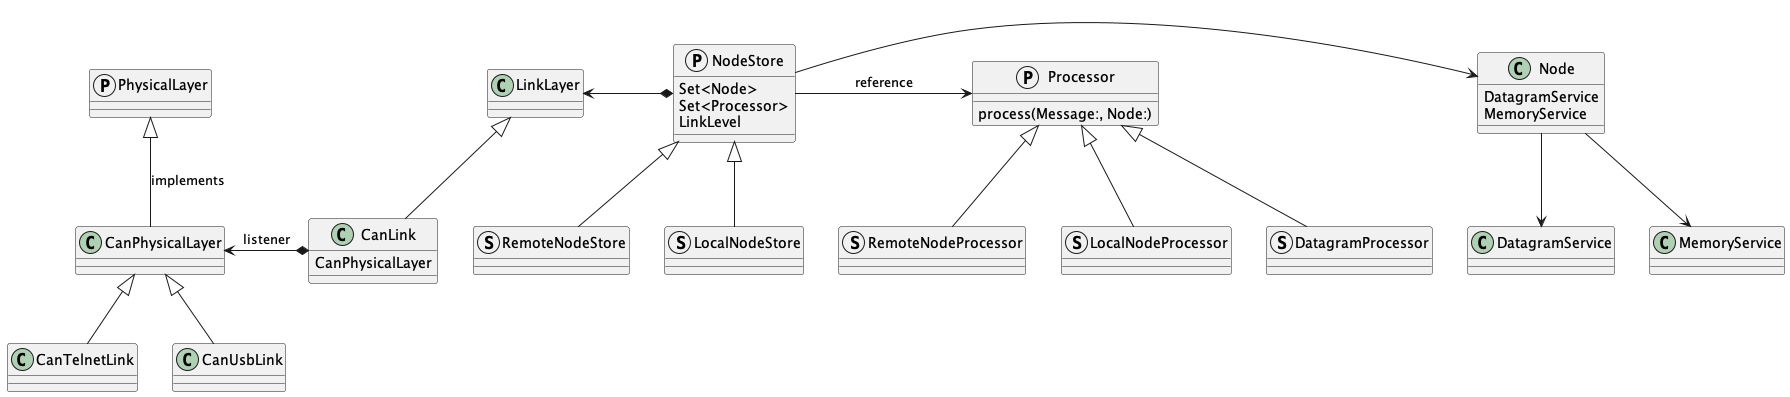 P PhysicalLayer
C LinkLayer
P NodeStore
Set<Node>
Set<Processor>
LinkLevel
reference
P Processor
process(Message:, Node:)
C Node
DatagramService
MemoryService
implements
C CanPhysicalLayer
listener
C CanLink
CanPhysicalLayer
S RemoteNodeStore
S LocalNodeStore
S RemoteNodeProcessor
S LocalNodeProcessor
S DatagramProcessor
C DatagramService
C MemoryService
C CanTelnetLink
C CanUsbLink